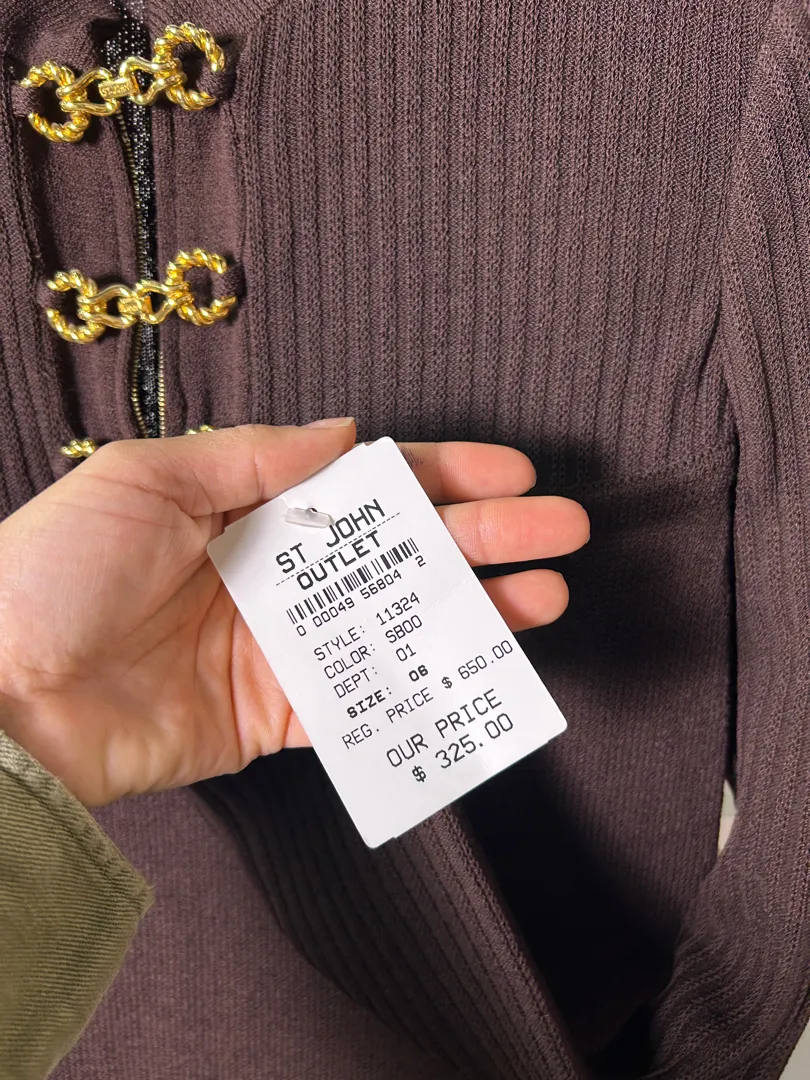 ST JOHN
OUTLET
0 00049 56804 2
STYLE: 11324
COLOR: SB00
DEPT: 01
SIZE: 06
REG. PRICE $ 650.00
OUR PRICE
$ 325.00